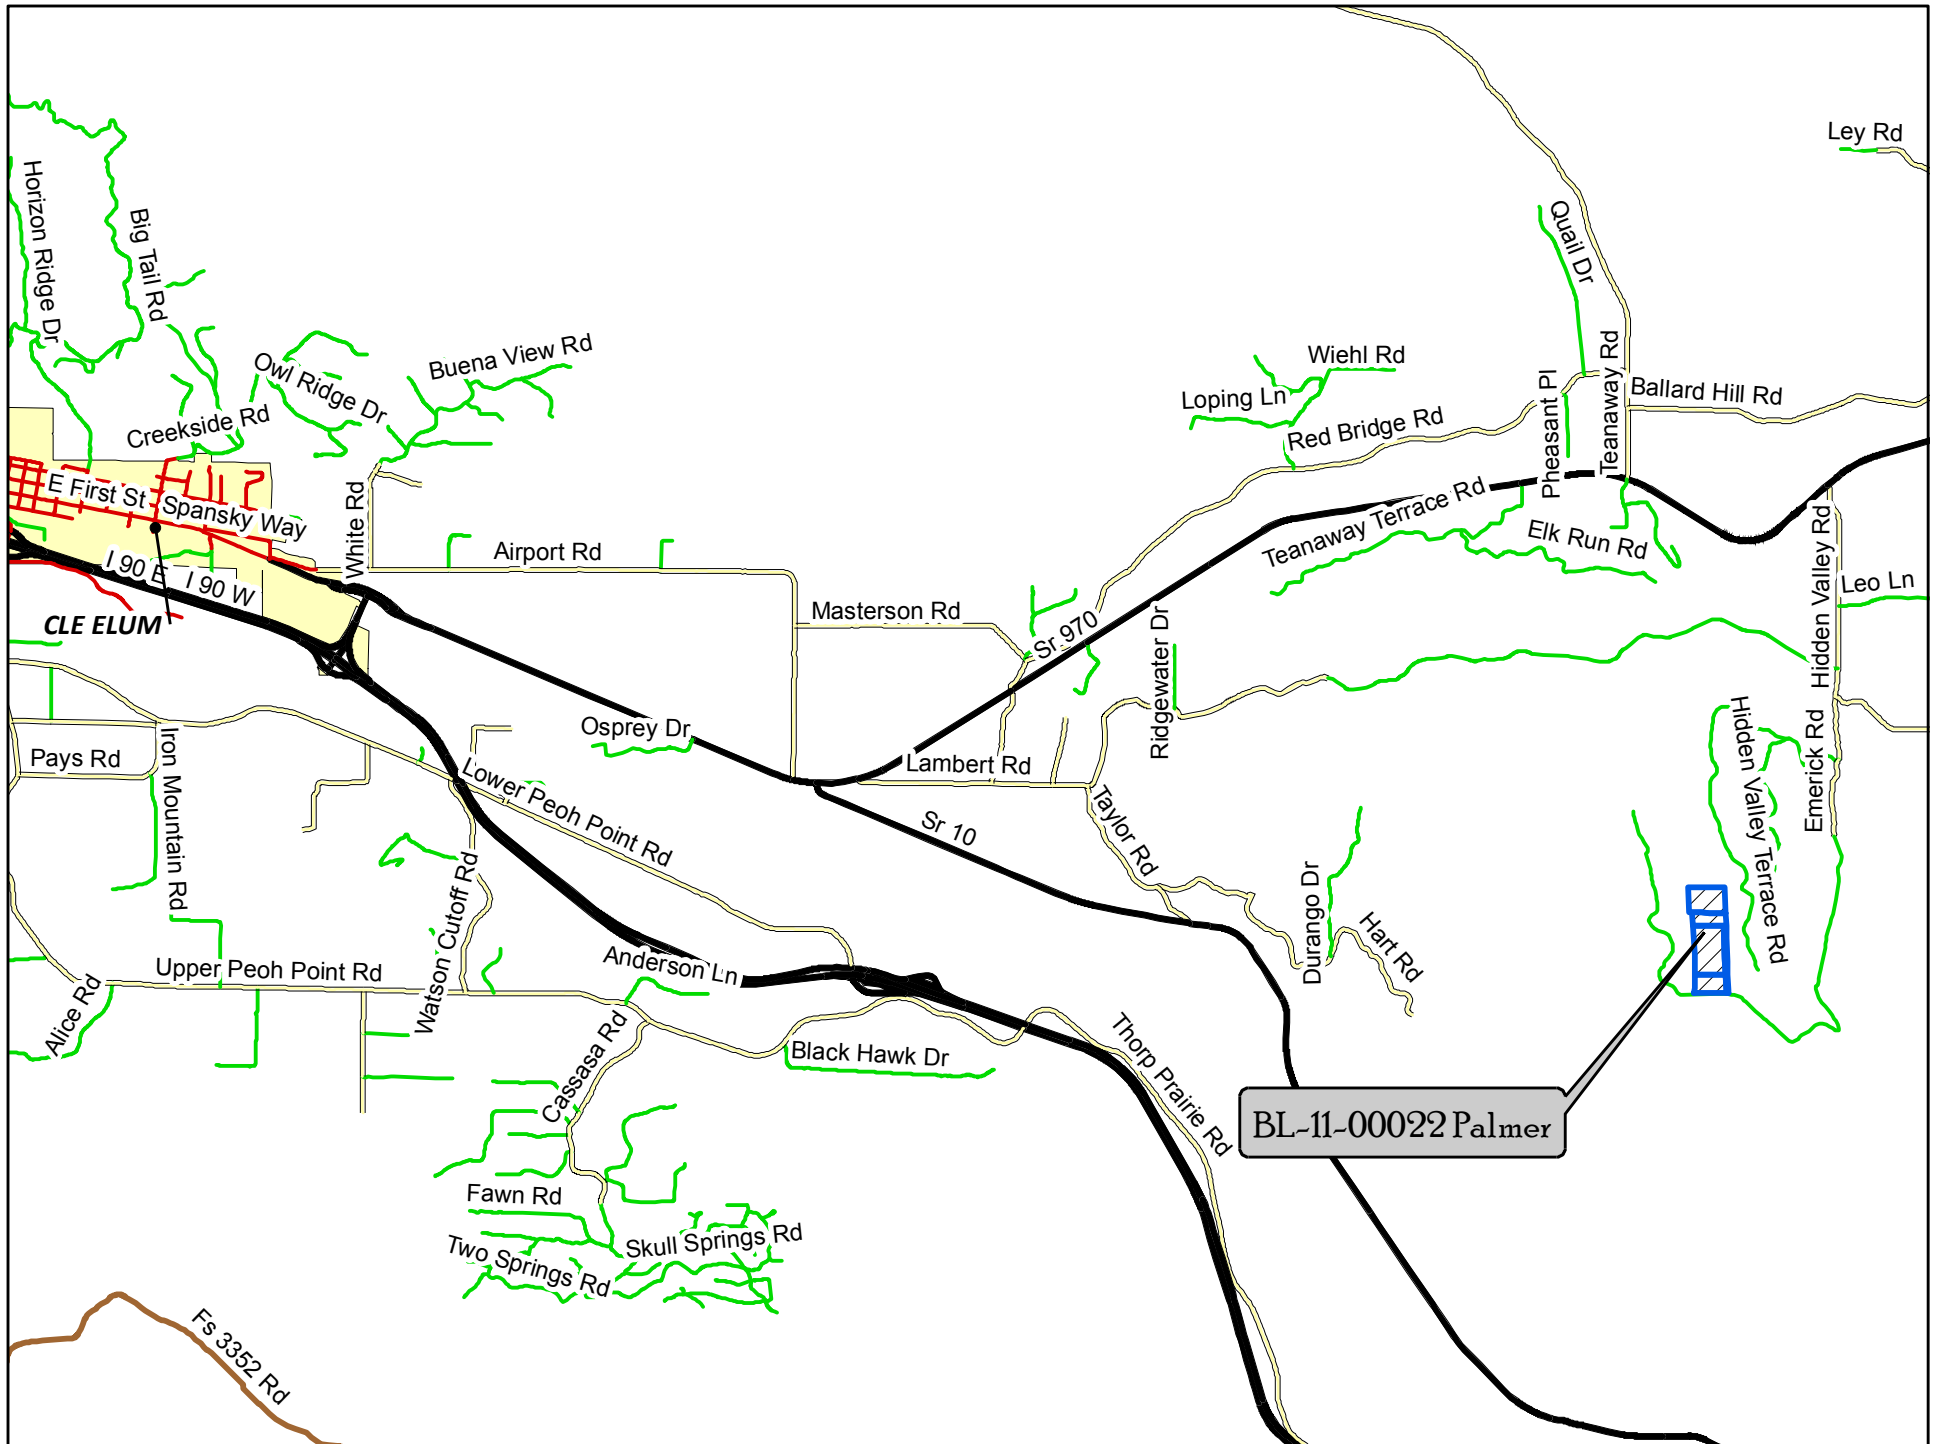 Ley Rd
Horizon Ridge Dr
Big Tail Rd
Quail Dr
Owl Ridge Dr
Buena View Rd
Wiehl Rd
Loping Ln
Teanaway Rd
Ballard Hill Rd
Pheasant Pl
Creekside Rd
Red Bridge Rd
E First St
Spansky Way
White Rd
Airport Rd
Teanaway Terrace Rd
Elk Run Rd
Hidden Valley Rd
Leo Ln
I 90 E
I 90 W
CLE ELUM
Masterson Rd
Sr 970
Ridgewater Dr
Osprey Dr
Pays Rd
Iron Mountain Rd
Lower Peoh Point Rd
Lambert Rd
Hidden Valley Terrace Rd
Emerick Rd
Sr 10
Taylor Rd
Watson Cutoff Rd
Durango Dr
Hart Rd
Upper Peoh Point Rd
Anderson Ln
Alice Rd
Cassasa Rd
Black Hawk Dr
Thorp Prairie Rd
BL-11-00022 Palmer
Fawn Rd
Skull Springs Rd
Two Springs Rd
Fs 3352 Rd